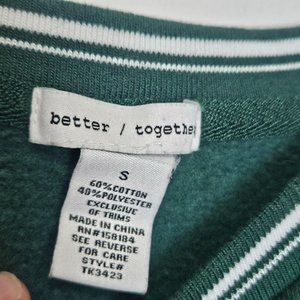 better / together
S
60%COTTON
40%POLYESTER
EXCLUSIVE
OF TRIMS
MADE IN CHINA
RN#158184
SEE REVERSE
FOR CARE
STYLE#
TK3423